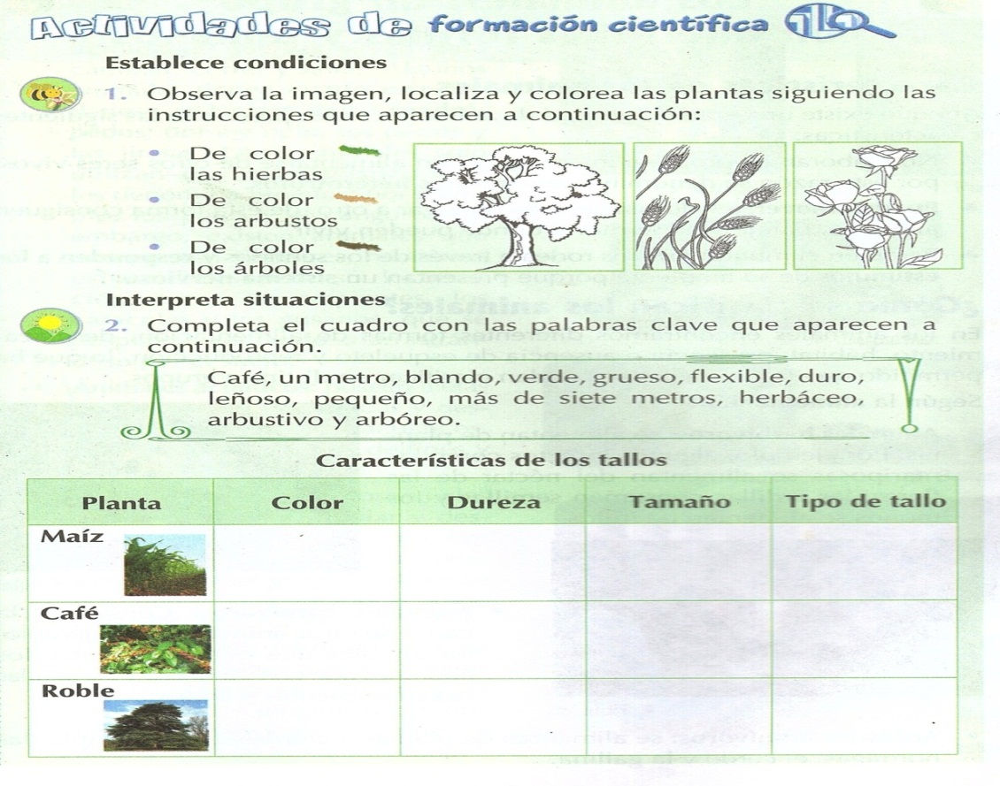 Actividades de formación científica
Establece condiciones
1. Observa la imagen, localiza y colorea las plantas siguiendo las
instrucciones que aparecen a continuación:
• De color
las hierbas
• De color
los arbustos
• De color
los árboles.
Interpreta situaciones
2. Completa el cuadro con las palabras clave que aparecen a
continuación.
Café, un metro, blando, verde, grueso, flexible, duro,
leñoso, pequeño, más de siete metros, herbáceo,
arbustivo y arbóreo.
Características de los tallos
Planta Color Dureza Tamaño Tipo de tallo
Maíz
Café
Roble